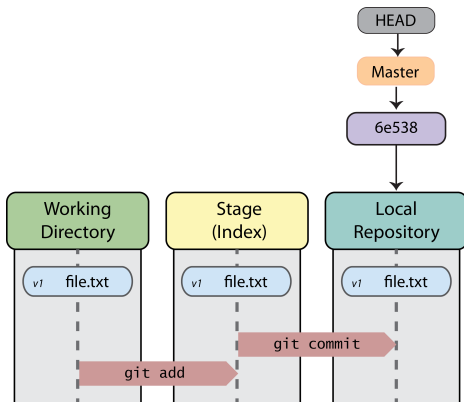 HEAD
Master
6e538
Working
Directory
Stage
(Index)
Local
Repository
v1 file.txt
v1 file.txt
v1 file.txt
git commit
git add